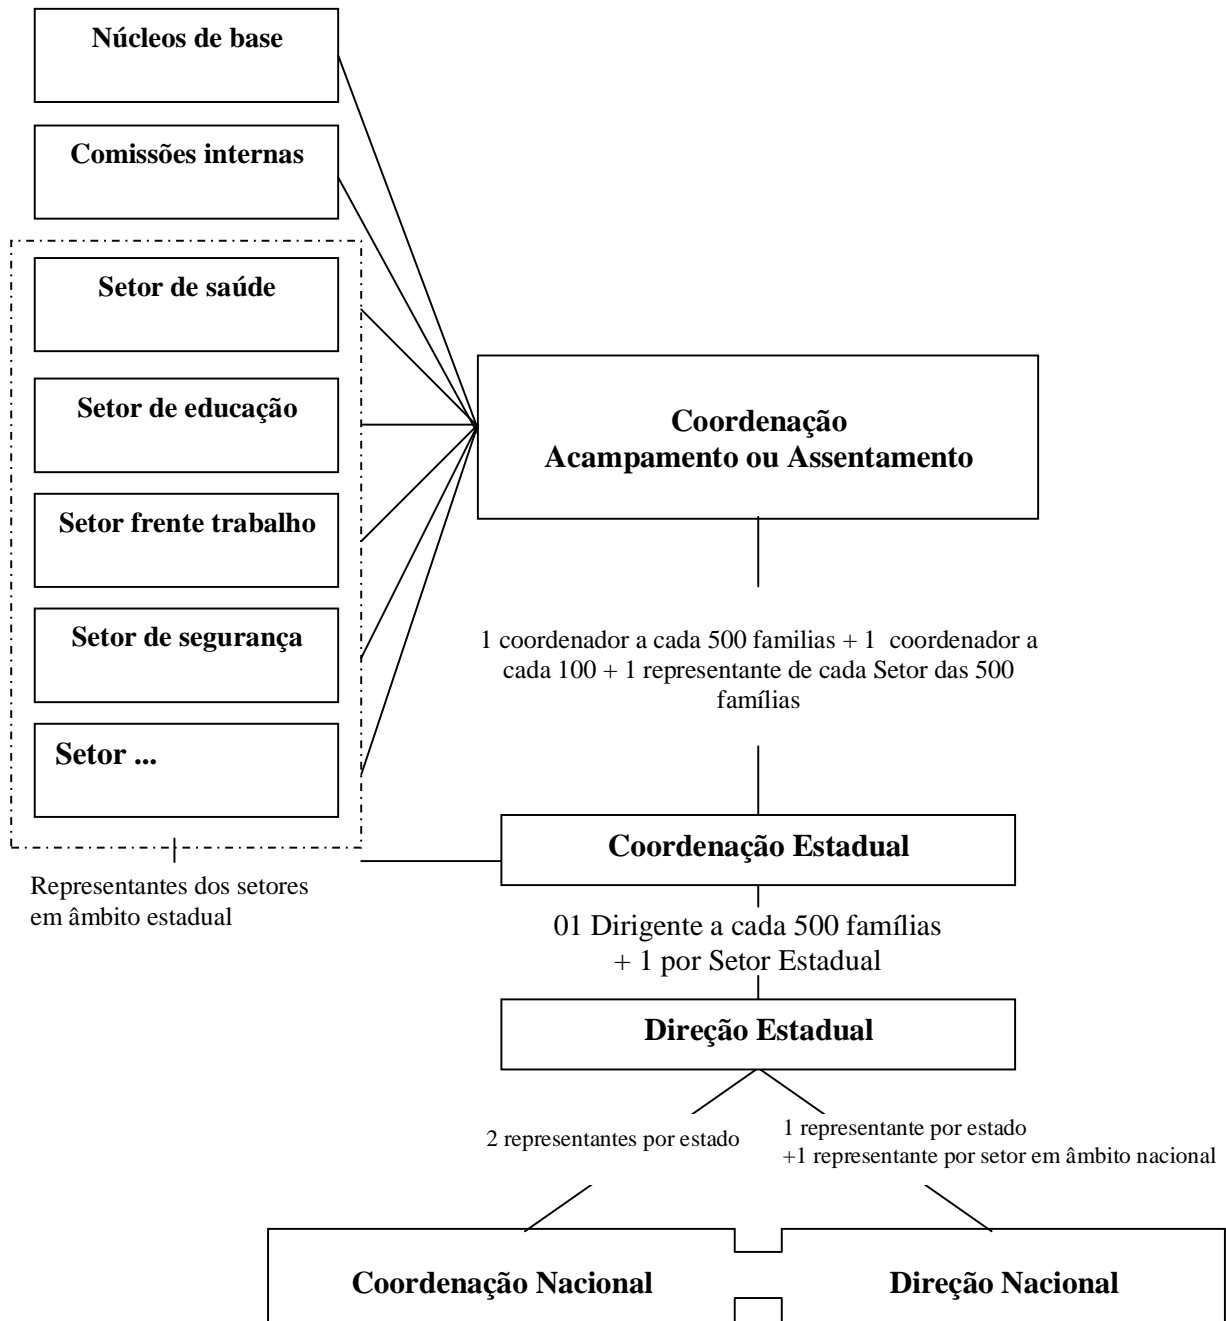 Núcleos de base
Comissões internas
Setor de saúde
Setor de educação
Setor frente trabalho
Setor de segurança
Setor ...
Representantes dos setores
em âmbito estadual
Coordenação
Acampamento ou Assentamento
1 coordenador a cada 500 familias + 1 coordenador a
cada 100 + 1 representante de cada Setor das 500
famílias
Coordenação Estadual
01 Dirigente a cada 500 famílias
+ 1 por Setor Estadual
Direção Estadual
2 representantes por estado
1 representante por estado
+1 representante por setor em âmbito nacional
Coordenação Nacional
Direção Nacional